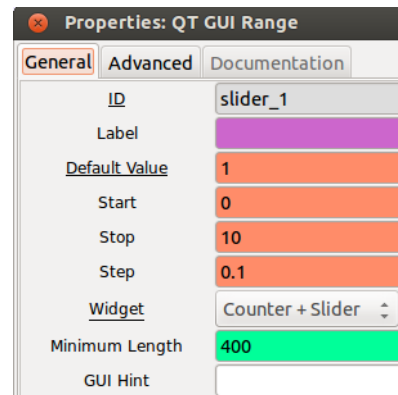 Properties: QT GUI Range
General Advanced Documentation
ID slider_1
Label
Default Value 1
Start 0
Stop 10
Step 0.1
Widget Counter + Slider
Minimum Length 400
GUI Hint